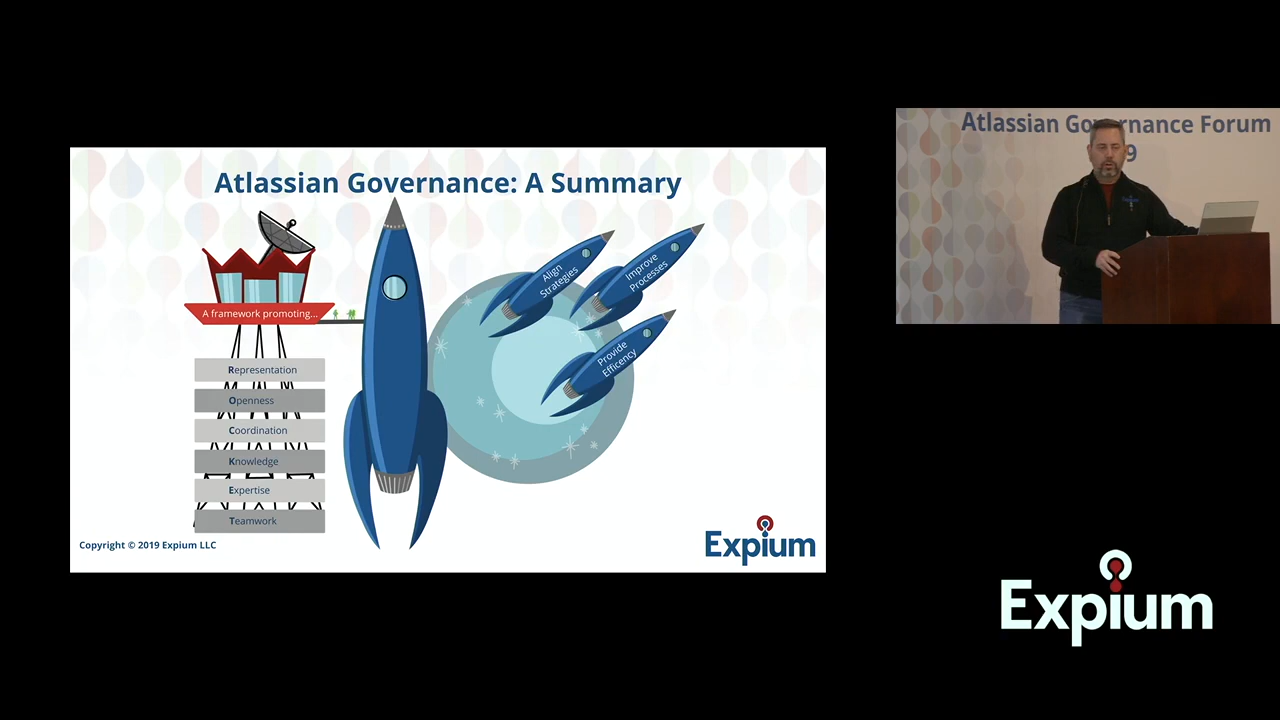 Atlassian Governance: A Summary
A framework promoting...
Representation
Openness
Coordination
Knowledge
Expertise
Teamwork
Align
Strategies
Improve
Processes
Provide
Efficency
Copyright © 2019 Expium LLC
Expium
Atlassian Governance Forum
9
Expium